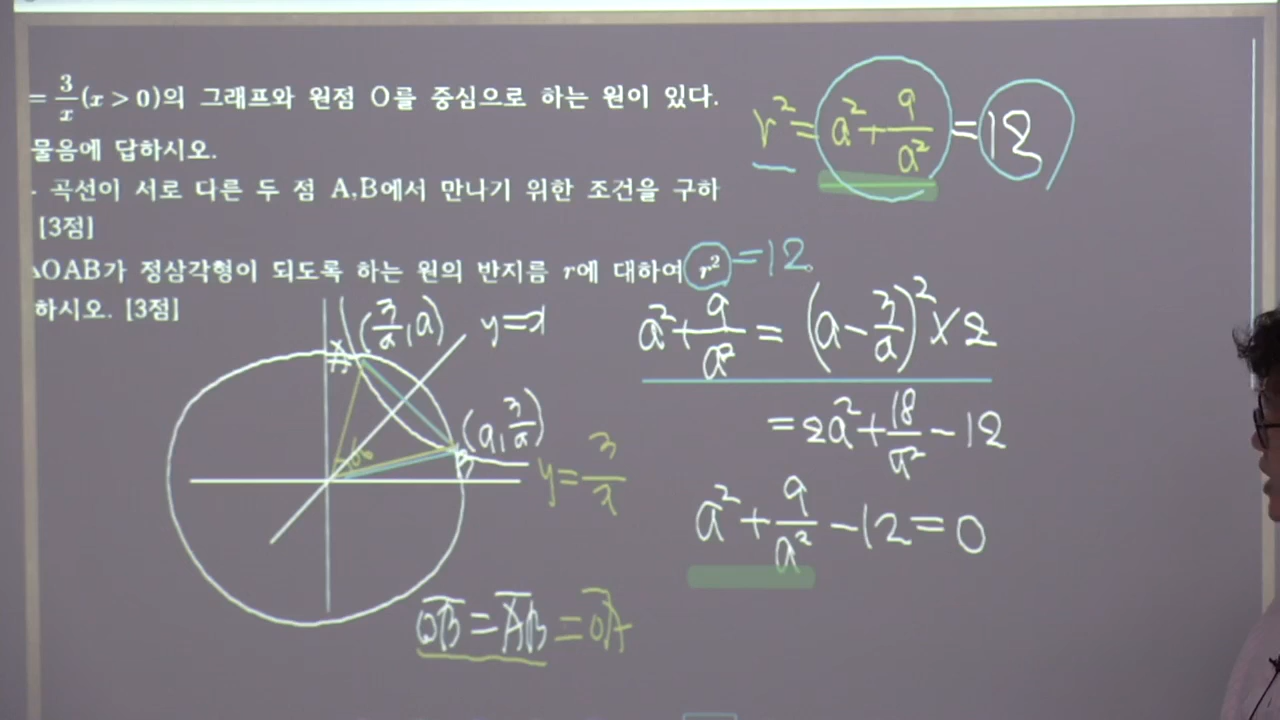 = 3/x (x > 0)의 그래프와 원점 O를 중심으로 하는 원이 있다.
물음에 답하시오.
곡선이 서로 다른 두 점 A,B에서 만나기 위한 조건을 구하
[3점]
△OAB가 정삼각형이 되도록 하는 원의 반지름 r에 대하여 r² =12
하시오. [3점]
r² = a² + 9/a² = 12
a² + 9/a² = (a - 3/a)² × 2
= 2a² + 18/a² - 12
a² + 9/a² - 12 = 0
(3/a, a)
y=x
A
(a, 3/a)
B
y = 3/x
OB = AB = OA